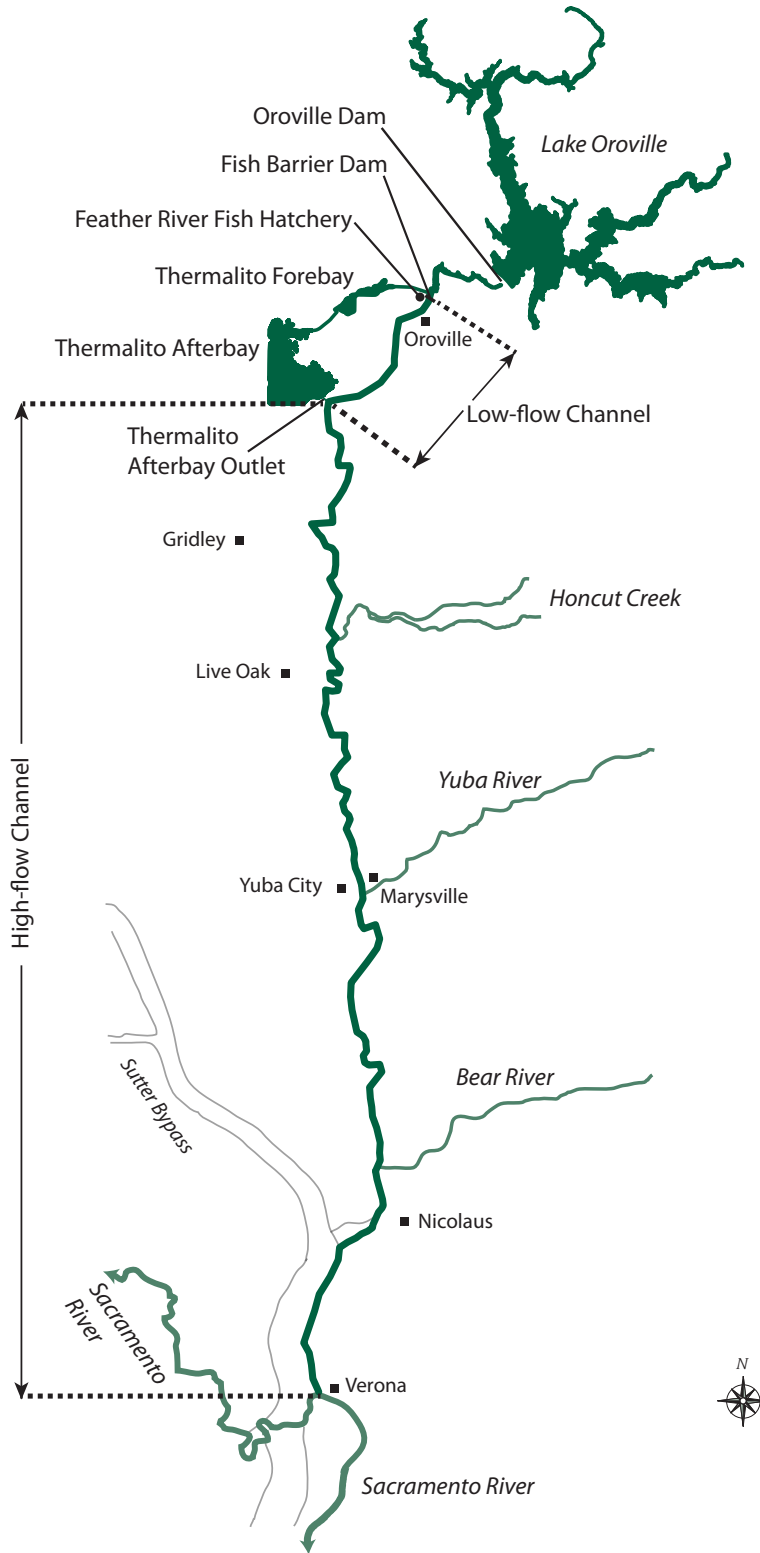 Oroville Dam
Lake Oroville
Fish Barrier Dam
Feather River Fish Hatchery
Thermalito Forebay
Oroville
Thermalito Afterbay
Low-flow Channel
Thermalito
Afterbay Outlet
Gridley
Honcut Creek
Live Oak
High-flow Channel
Yuba River
Yuba City
Marysville
Sutter Bypass
Bear River
Nicolaus
Sacramento
River
Verona
N
Sacramento River